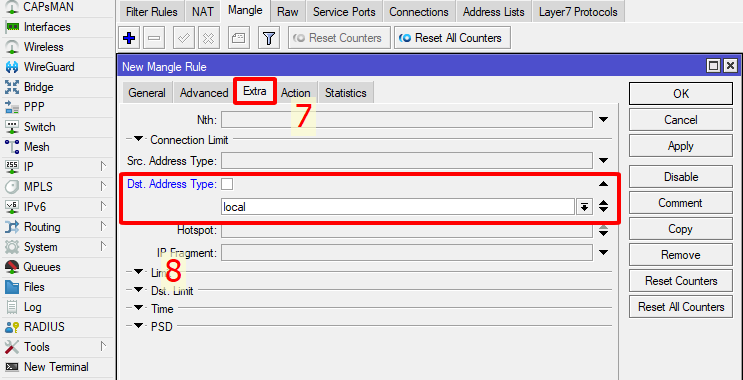 CAPsMAN
Interfaces
Wireless
WireGuard
Bridge
PPP
Switch
Mesh
IP
MPLS
IPv6
Routing
System
Queues
Files
Log
RADIUS
Tools
New Terminal
Filter Rules NAT Mangle Raw Service Ports Connections Address Lists Layer7 Protocols
Reset Counters Reset All Counters
New Mangle Rule
General Advanced Extra Action Statistics
7
Nth:
Connection Limit
Src. Address Type:
Dst. Address Type:
local
Hotspot:
IP Fragment:
8
Limit
Dst. Limit
Time
PSD
OK
Cancel
Apply
Disable
Comment
Copy
Remove
Reset Counters
Reset All Counters